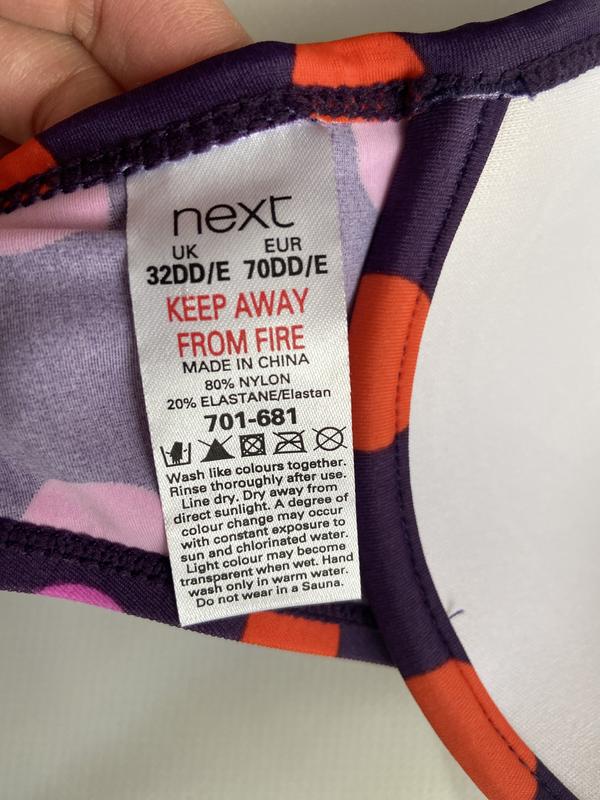 next
UK EUR
32DD/E 70DD/E
KEEP AWAY
FROM FIRE
MADE IN CHINA
80% NYLON
20% ELASTANE/Elastan
701-681
Wash like colours together.
Rinse thoroughly after use.
Line dry. Dry away from
direct sunlight. A degree of
colour change may occur
with constant exposure to
sun and chlorinated water.
Light colour may become
transparent when wet. Hand
wash only in warm water.
Do not wear in a Sauna.